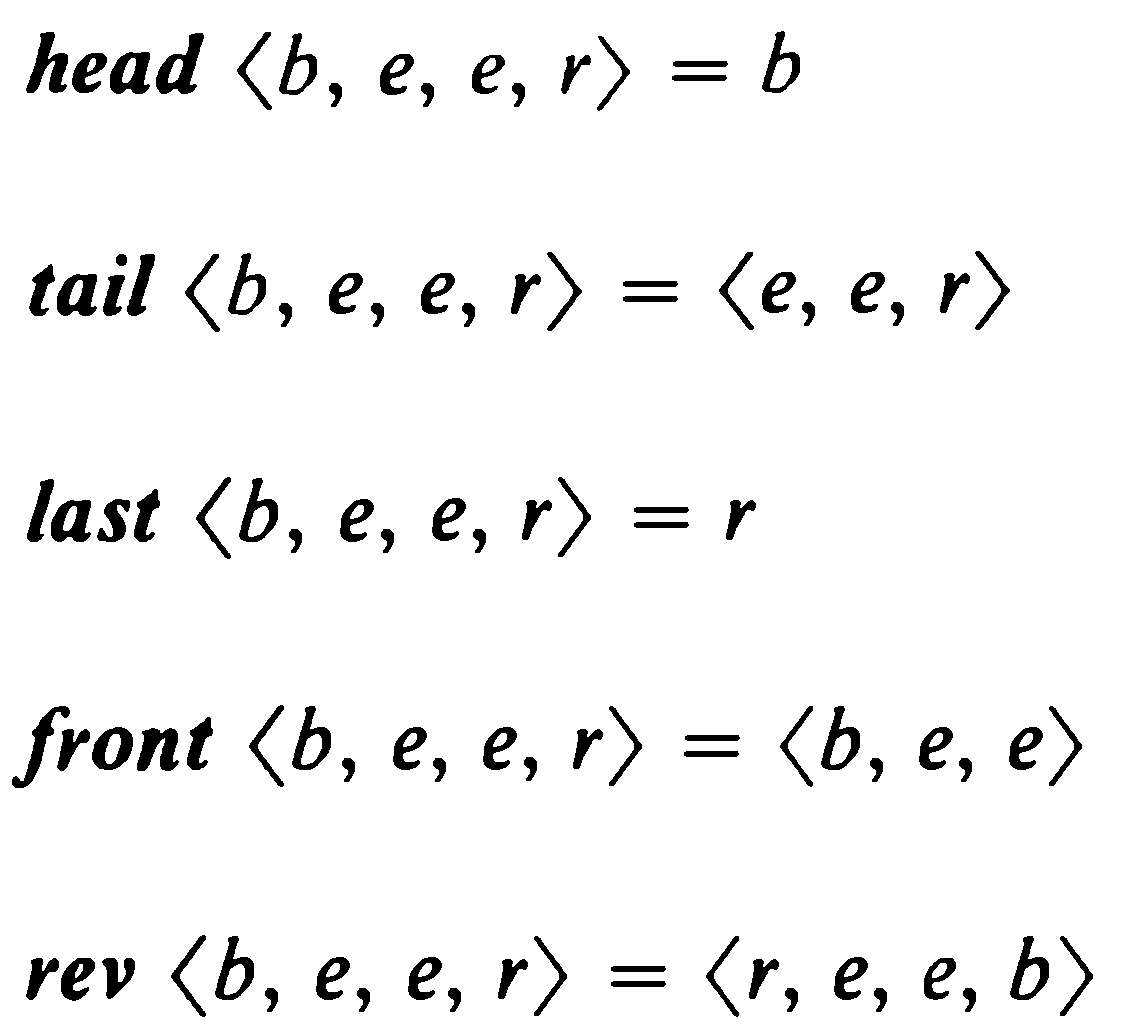 head ⟨b, e, e, r⟩ = b
tail ⟨b, e, e, r⟩ = ⟨e, e, r⟩
last ⟨b, e, e, r⟩ = r
front ⟨b, e, e, r⟩ = ⟨b, e, e⟩
rev ⟨b, e, e, r⟩ = ⟨r, e, e, b⟩